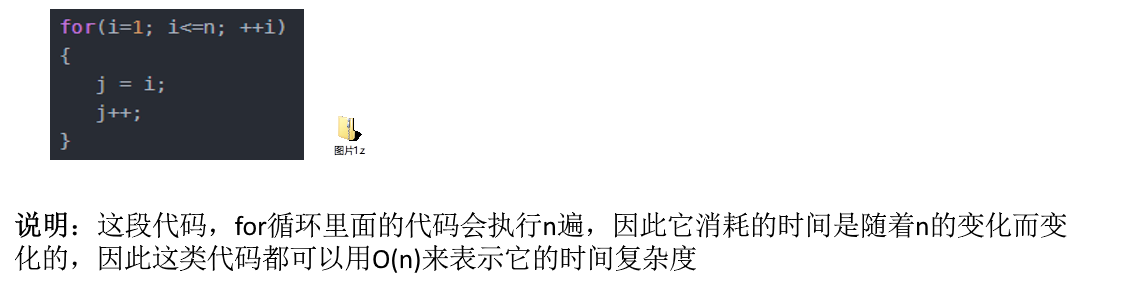 for(i=1; i<=n; ++i)
{
j = i;
j++;
}
图片1z
说明：这段代码，for循环里面的代码会执行n遍，因此它消耗的时间是随着n的变化而变
化的，因此这类代码都可以用O(n)来表示它的时间复杂度